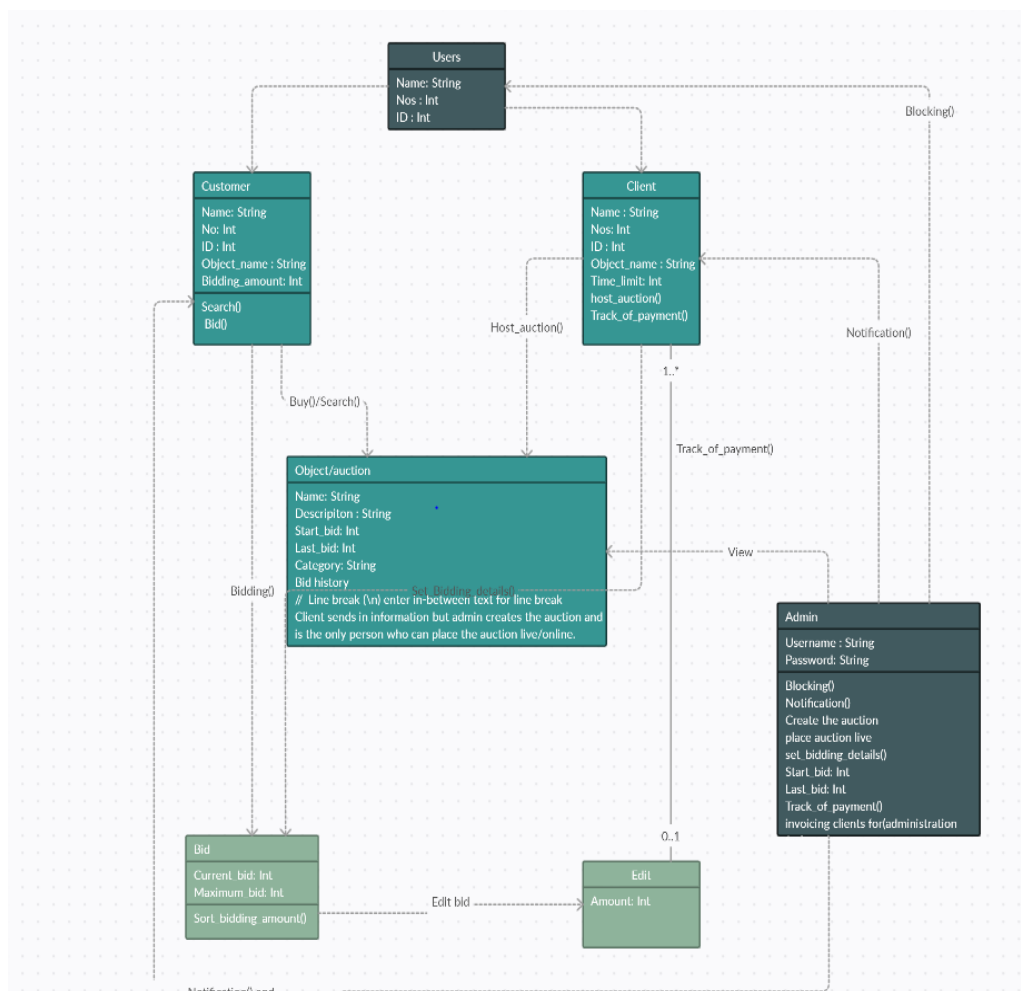 Users
Name: String
Nos : Int
ID : Int
Blocking()
Customer
Name: String
No: Int
ID : Int
Object_name : String
Bidding_amount: Int
Search()
Bid()
Client
Name : String
Nos: Int
ID : Int
Object_name : String
Time_limit: Int
host_auction()
Track_of_payment()
Host_auction()
Notification()
1..*
Buy()/Search()
Track_of_payment()
Object/auction
Name: String
Descripiton : String
Start_bid: Int
Last_bid: Int
Category: String
Bid history
// Line break (\n) enter in-between text for line break
Client sends in information but admin creates the auction and
is the only person who can place the auction live/online.
View
Bidding()
Set_Bidding_details()
Admin
Username : String
Password: String
Blocking()
Notification()
Create the auction
place auction live
set_bidding_details()
Start_bid: Int
Last_bid: Int
Track_of_payment()
invoicing clients for(administration
0..1
Bid
Current_bid: Int
Maximum_bid: Int
Sort_bidding_amount()
Edit bid
Edit
Amount: Int
Notification() and